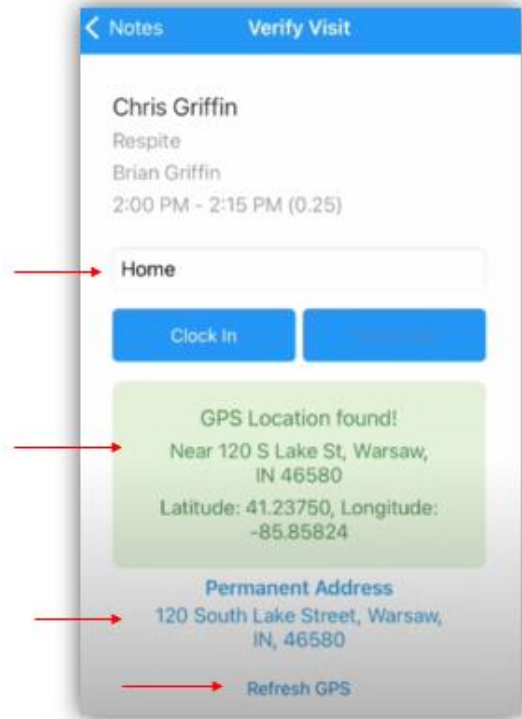 Notes
Verify Visit
Chris Griffin
Respite
Brian Griffin
2:00 PM - 2:15 PM (0.25)
Home
Clock In
GPS Location found!
Near 120 S Lake St, Warsaw,
IN 46580
Latitude: 41.23750, Longitude:
-85.85824
Permanent Address
120 South Lake Street, Warsaw,
IN, 46580
Refresh GPS